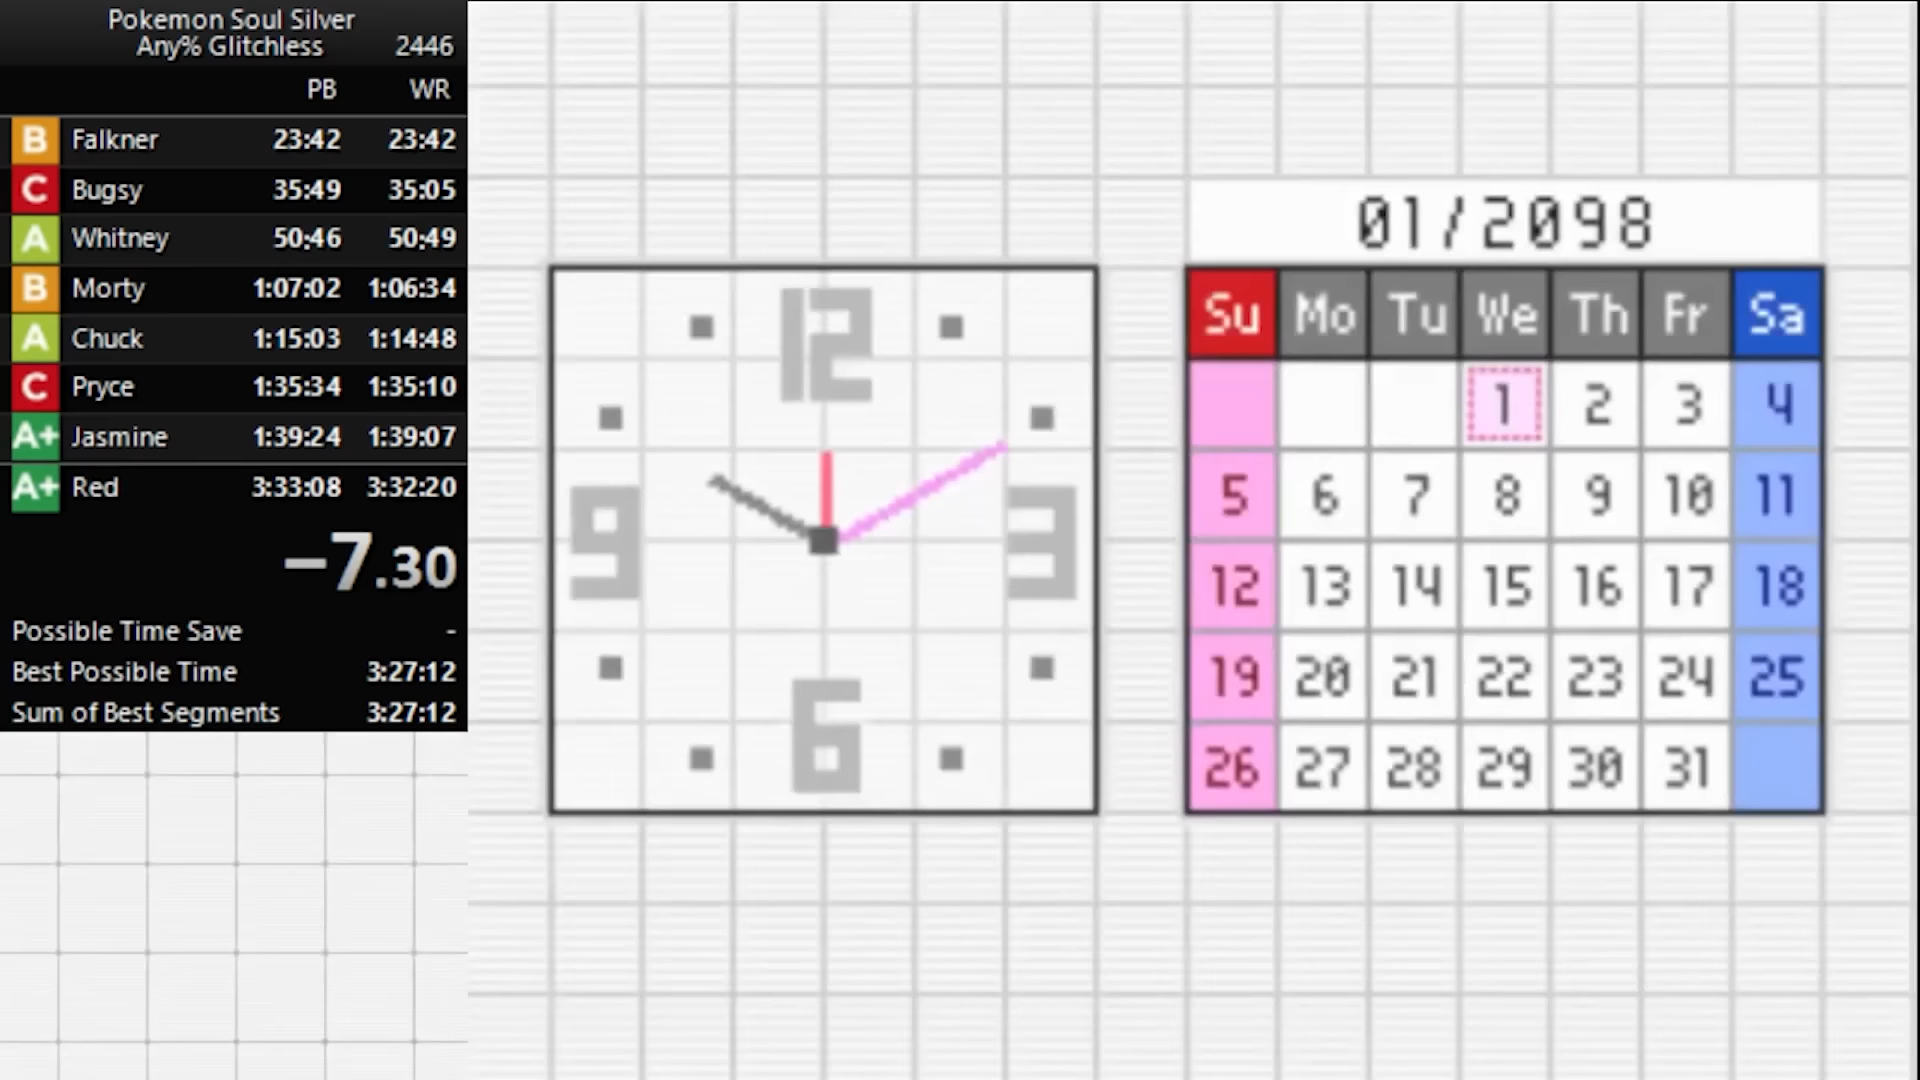 Pokemon Soul Silver
Any% Glitchless 2446
PB WR
B Falkner 23:42 23:42
C Bugsy 35:49 35:05
A Whitney 50:46 50:49
B Morty 1:07:02 1:06:34
A Chuck 1:15:03 1:14:48
C Pryce 1:35:34 1:35:10
A+ Jasmine 1:39:24 1:39:07
A+ Red 3:33:08 3:32:20
−7.30
Possible Time Save -
Best Possible Time 3:27:12
Sum of Best Segments 3:27:12
12
9 3
6
01/2098
Su Mo Tu We Th Fr Sa
1 2 3 4
5 6 7 8 9 10 11
12 13 14 15 16 17 18
19 20 21 22 23 24 25
26 27 28 29 30 31